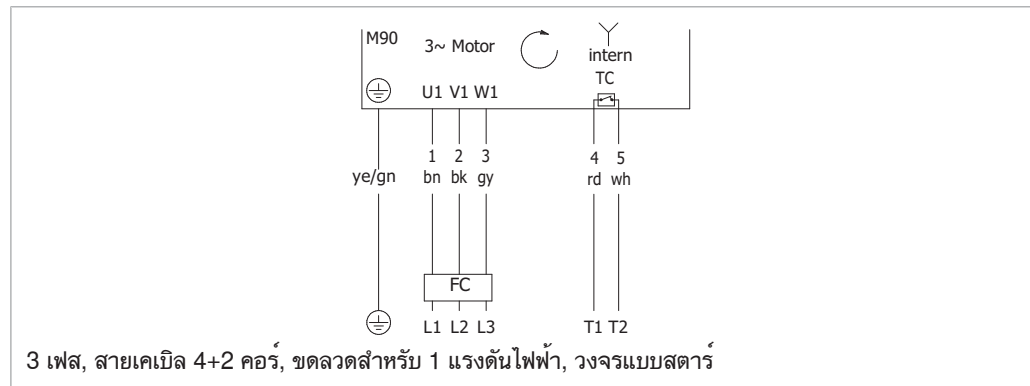 M90 3~ Motor
intern
TC
U1 V1 W1
1 2 3 4 5
ye/gn bn bk gy rd wh
FC
L1 L2 L3 T1 T2
3 เฟส, สายเคเบิล 4+2 คอร์, ขดลวดสำหรับ 1 แรงดันไฟฟ้า, วงจรแบบสตาร์